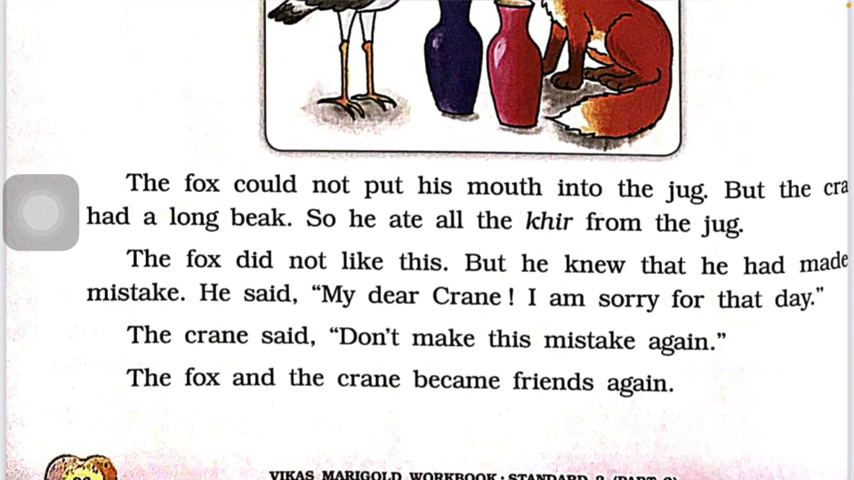 The fox could not put his mouth into the jug. But the cra
had a long beak. So he ate all the khir from the jug.
The fox did not like this. But he knew that he had made
mistake. He said, “My dear Crane ! I am sorry for that day.”
The crane said, “Don’t make this mistake again.”
The fox and the crane became friends again.
VIKAS MARIGOLD WORKBOOK : STANDARD